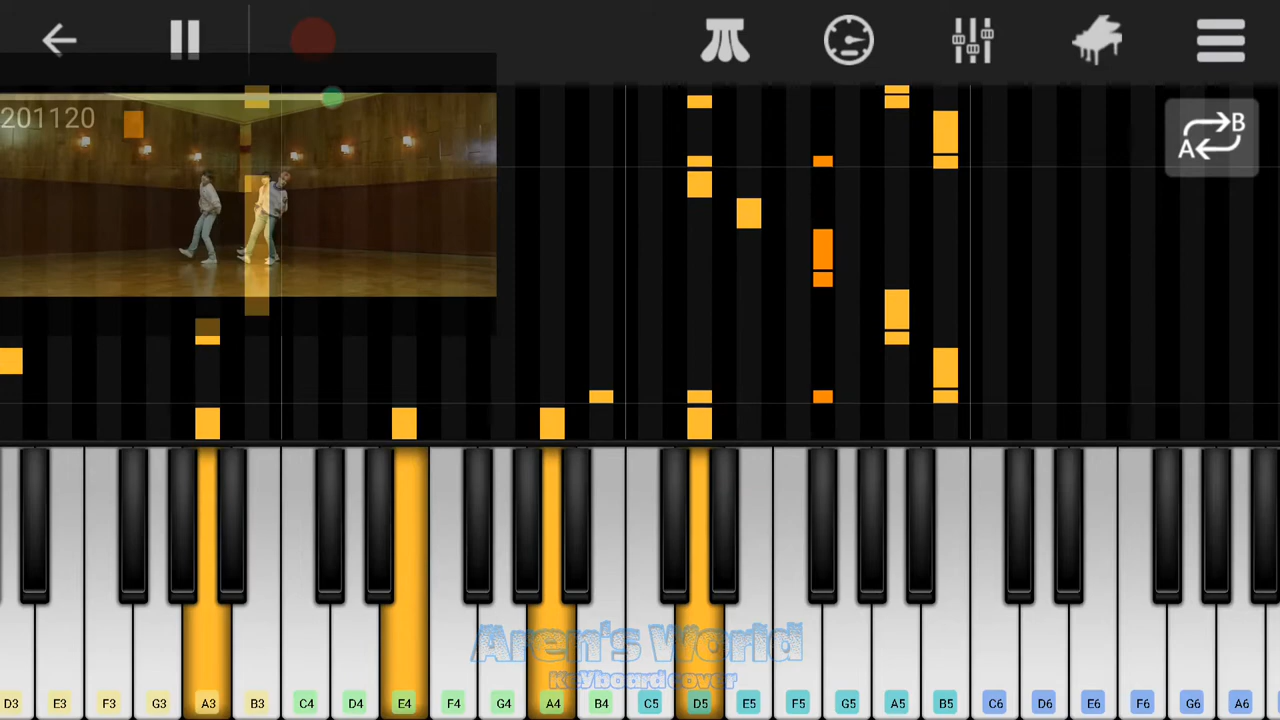 201120
A B
Aren's World
Keyboard cover
D3 E3 F3 G3 A3 B3 C4 D4 E4 F4 G4 A4 B4 C5 D5 E5 F5 G5 A5 B5 C6 D6 E6 F6 G6 A6